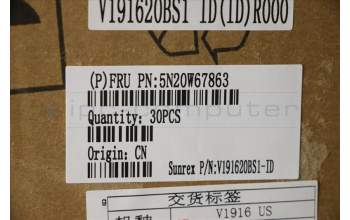 V191620BS1 ID(ID)R000
(P)FRU PN:5N20W67863
Quantity: 30PCS
Origin: CN
Sunrex P/N:V191620BS1-ID
交货标签
V1916 US